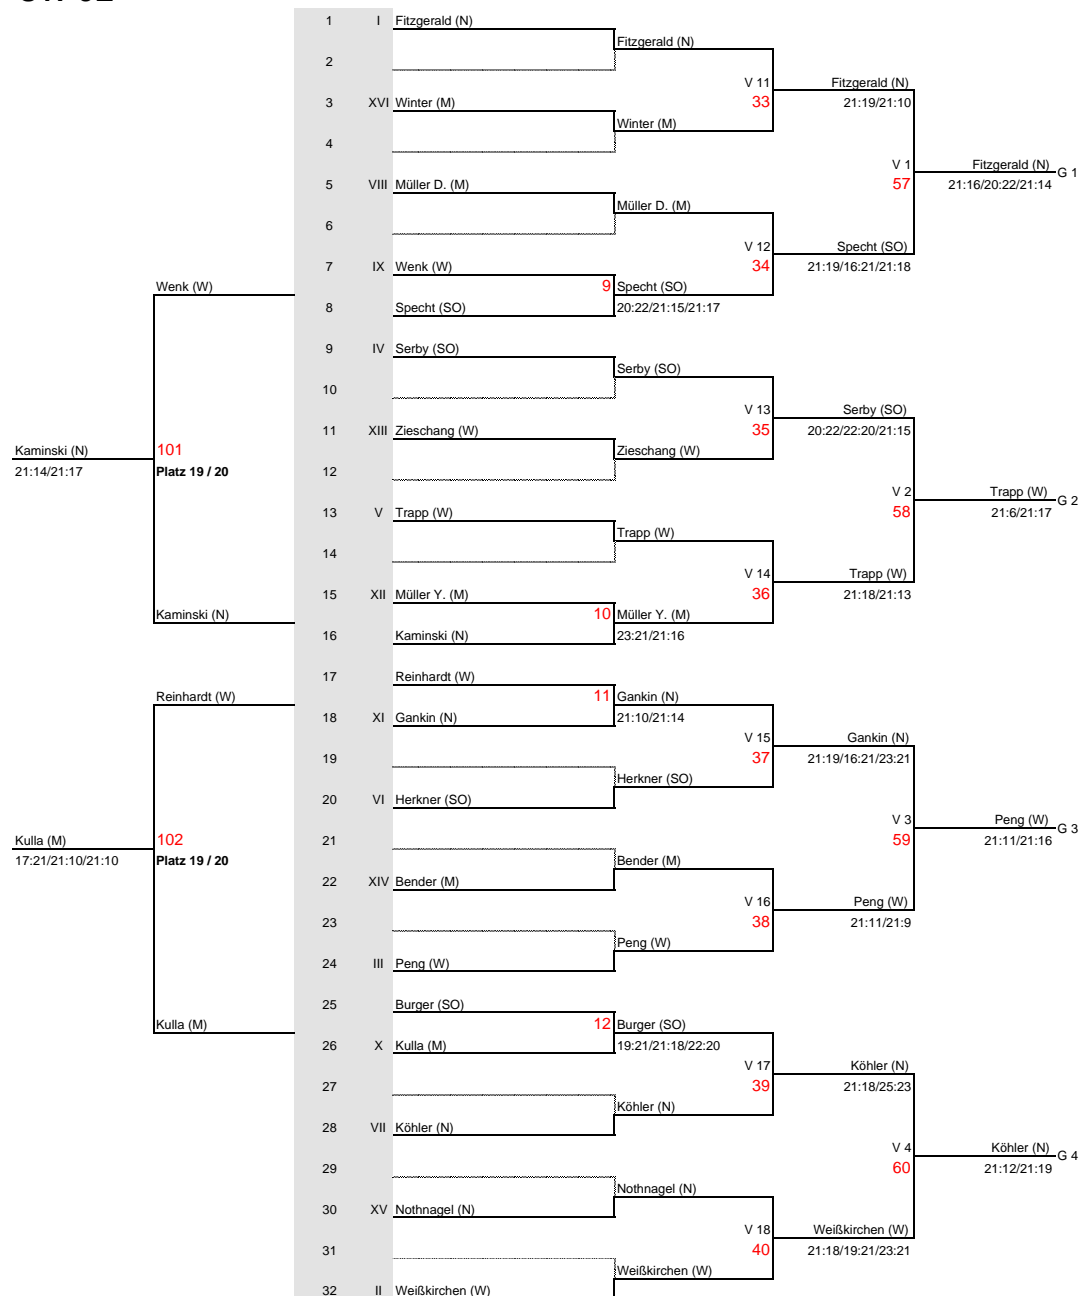 1 I Fitzgerald (N)
Fitzgerald (N)
2
V 11 Fitzgerald (N)
3 XVI Winter (M) 33 21:19/21:10
Winter (M)
4
V 1 Fitzgerald (N) G 1
5 VIII Müller D. (M) 57 21:16/20:22/21:14
Müller D. (M)
6
V 12 Specht (SO)
7 IX Wenk (W) 34 21:19/16:21/21:18
Wenk (W) 9 Specht (SO)
8 Specht (SO) 20:22/21:15/21:17
9 IV Serby (SO)
Serby (SO)
10
V 13 Serby (SO)
11 XIII Zieschang (W) 35 20:22/22:20/21:15
Kaminski (N) 101 Zieschang (W)
21:14/21:17 Platz 19 / 20 12
V 2 Trapp (W) G 2
13 V Trapp (W) 58 21:6/21:17
Trapp (W)
14
V 14 Trapp (W)
15 XII Müller Y. (M) 36 21:18/21:13
Kaminski (N) 10 Müller Y. (M)
16 Kaminski (N) 23:21/21:16
17 Reinhardt (W)
Reinhardt (W) 11 Gankin (N)
18 XI Gankin (N) 21:10/21:14
V 15 Gankin (N)
19 37 21:19/16:21/23:21
Herkner (SO)
20 VI Herkner (SO)
V 3 Peng (W) G 3
Kulla (M) 102 21 59 21:11/21:16
17:21/21:10/21:10 Platz 19 / 20 Bender (M)
22 XIV Bender (M)
V 16 Peng (W)
23 38 21:11/21:9
Peng (W)
24 III Peng (W)
25 Burger (SO)
Kulla (M) 12 Burger (SO)
26 X Kulla (M) 19:21/21:18/22:20
V 17 Köhler (N)
27 39 21:18/25:23
Köhler (N)
28 VII Köhler (N)
V 4 Köhler (N) G 4
29 60 21:12/21:19
Nothnagel (N)
30 XV Nothnagel (N)
V 18 Weißkirchen (W)
31 40 21:18/19:21/23:21
Weißkirchen (W)
32 II Weißkirchen (W)